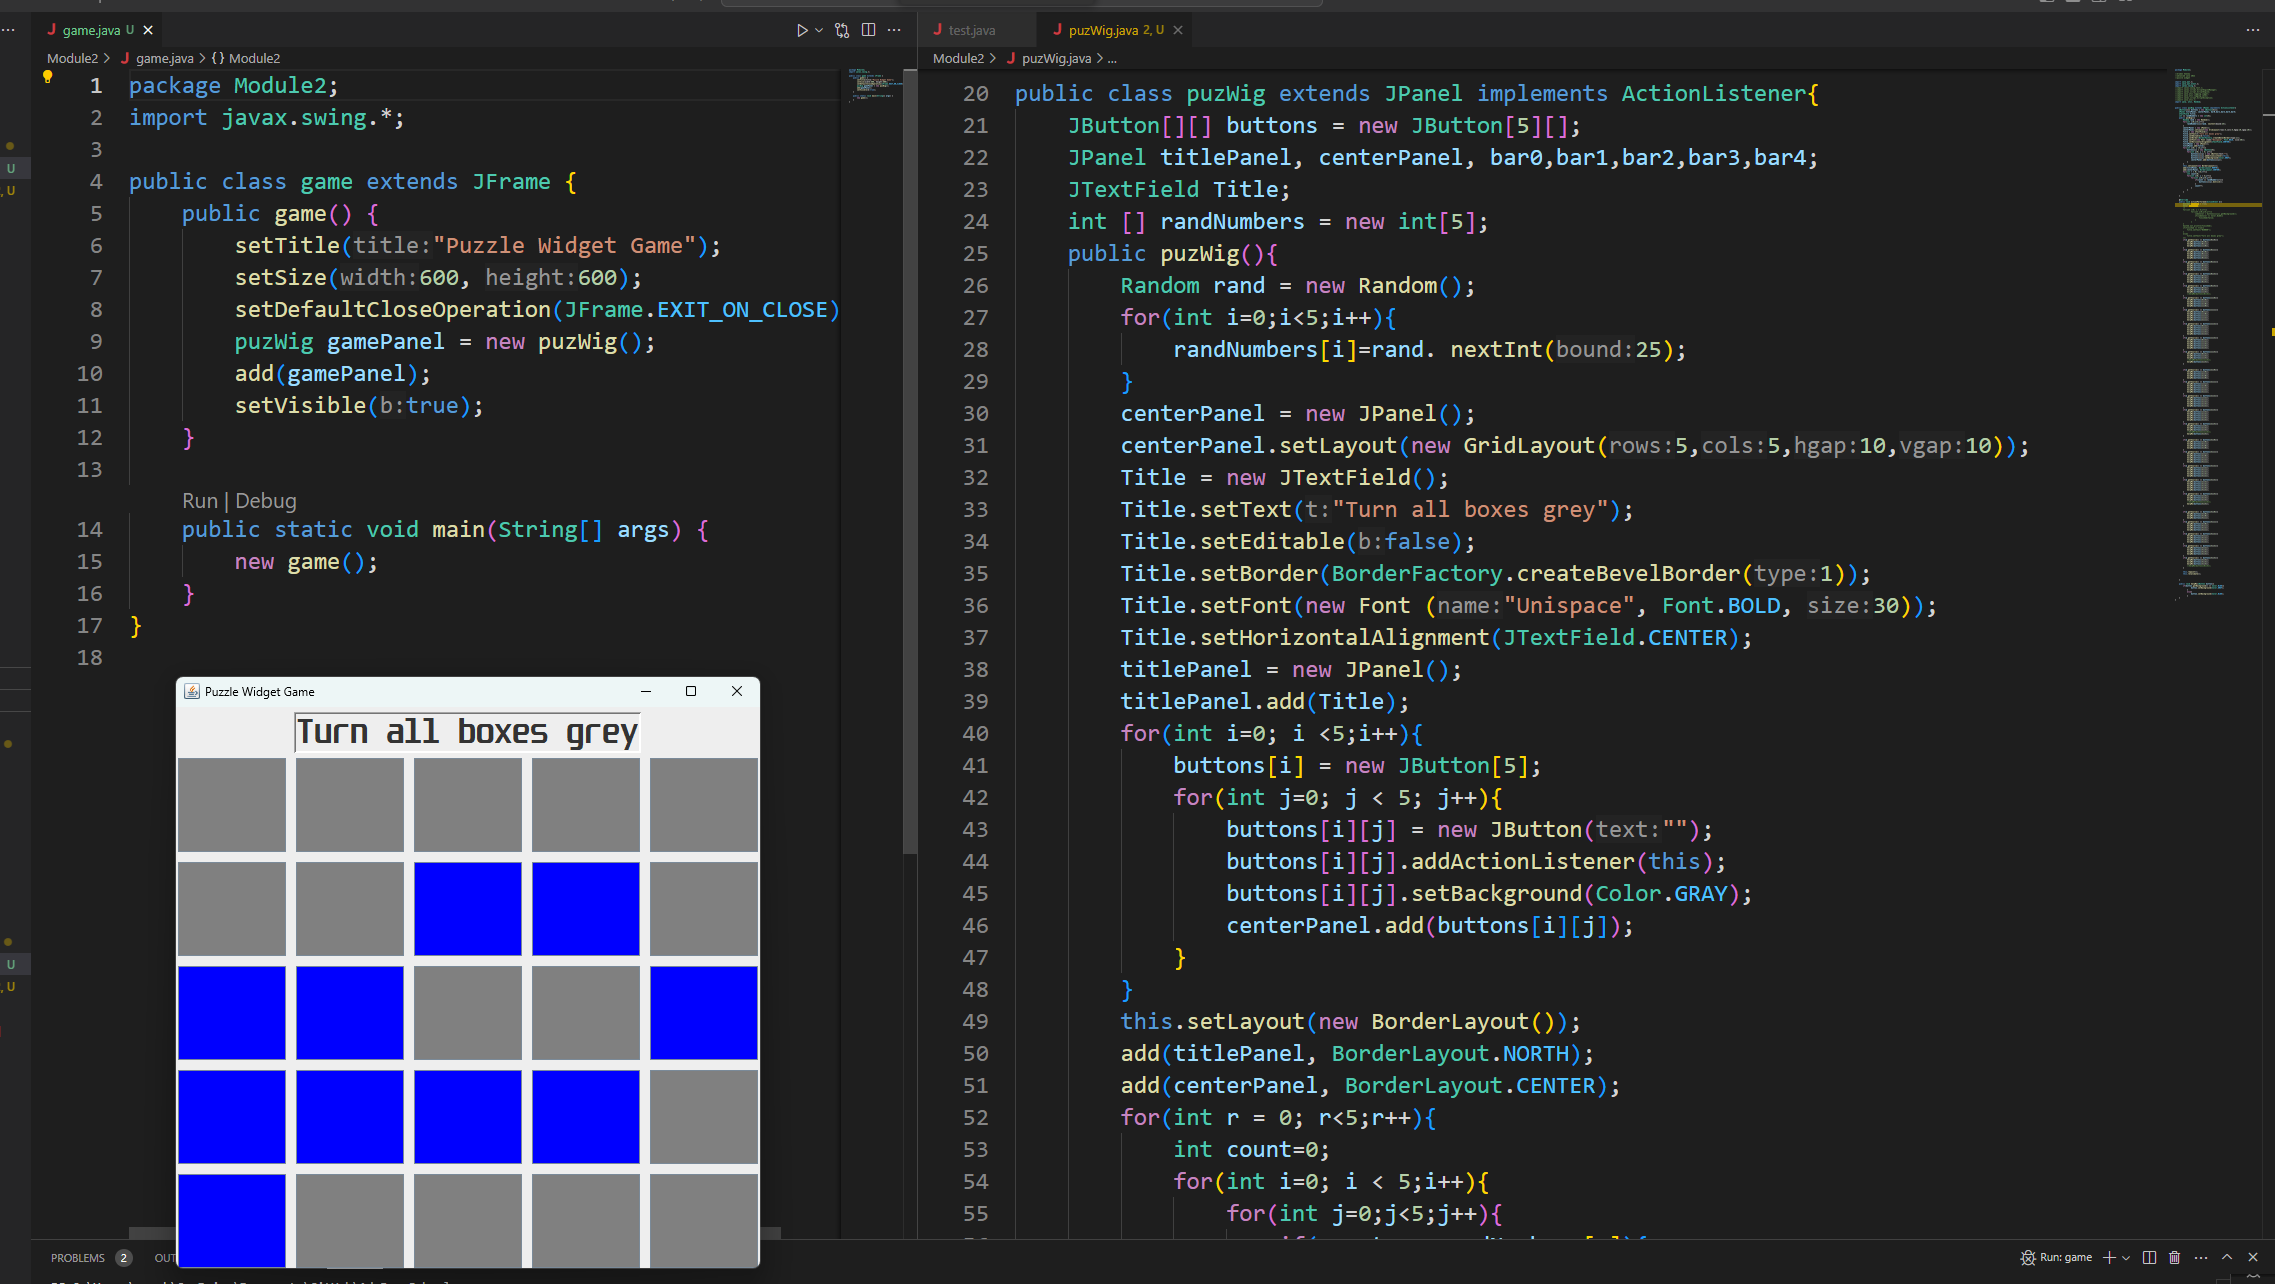 game.java U
Module2 > game.java > {} Module2
1 package Module2;
2 import javax.swing.*;
3
4 public class game extends JFrame {
5 public game() {
6 setTitle(title:"Puzzle Widget Game");
7 setSize(width:600, height:600);
8 setDefaultCloseOperation(JFrame.EXIT_ON_CLOSE)
9 puzWig gamePanel = new puzWig();
10 add(gamePanel);
11 setVisible(b:true);
12 }
13
Run | Debug
14 public static void main(String[] args) {
15 new game();
16 }
17 }
18
Puzzle Widget Game
Turn all boxes grey
test.java
puzWig.java 2, U
Module2 > puzWig.java > ...
20 public class puzWig extends JPanel implements ActionListener{
21 JButton[][] buttons = new JButton[5][];
22 JPanel titlePanel, centerPanel, bar0,bar1,bar2,bar3,bar4;
23 JTextField Title;
24 int [] randNumbers = new int[5];
25 public puzWig(){
26 Random rand = new Random();
27 for(int i=0;i<5;i++){
28 randNumbers[i]=rand. nextInt(bound:25);
29 }
30 centerPanel = new JPanel();
31 centerPanel.setLayout(new GridLayout(rows:5,cols:5,hgap:10,vgap:10));
32 Title = new JTextField();
33 Title.setText(t:"Turn all boxes grey");
34 Title.setEditable(b:false);
35 Title.setBorder(BorderFactory.createBevelBorder(type:1));
36 Title.setFont(new Font (name:"Unispace", Font.BOLD, size:30));
37 Title.setHorizontalAlignment(JTextField.CENTER);
38 titlePanel = new JPanel();
39 titlePanel.add(Title);
40 for(int i=0; i <5;i++){
41 buttons[i] = new JButton[5];
42 for(int j=0; j < 5; j++){
43 buttons[i][j] = new JButton(text:"");
44 buttons[i][j].addActionListener(this);
45 buttons[i][j].setBackground(Color.GRAY);
46 centerPanel.add(buttons[i][j]);
47 }
48 }
49 this.setLayout(new BorderLayout());
50 add(titlePanel, BorderLayout.NORTH);
51 add(centerPanel, BorderLayout.CENTER);
52 for(int r = 0; r<5;r++){
53 int count=0;
54 for(int i=0; i < 5;i++){
55 for(int j=0;j<5;j++){
U
, U
U
, U
PROBLEMS 2
OUT
Run: game